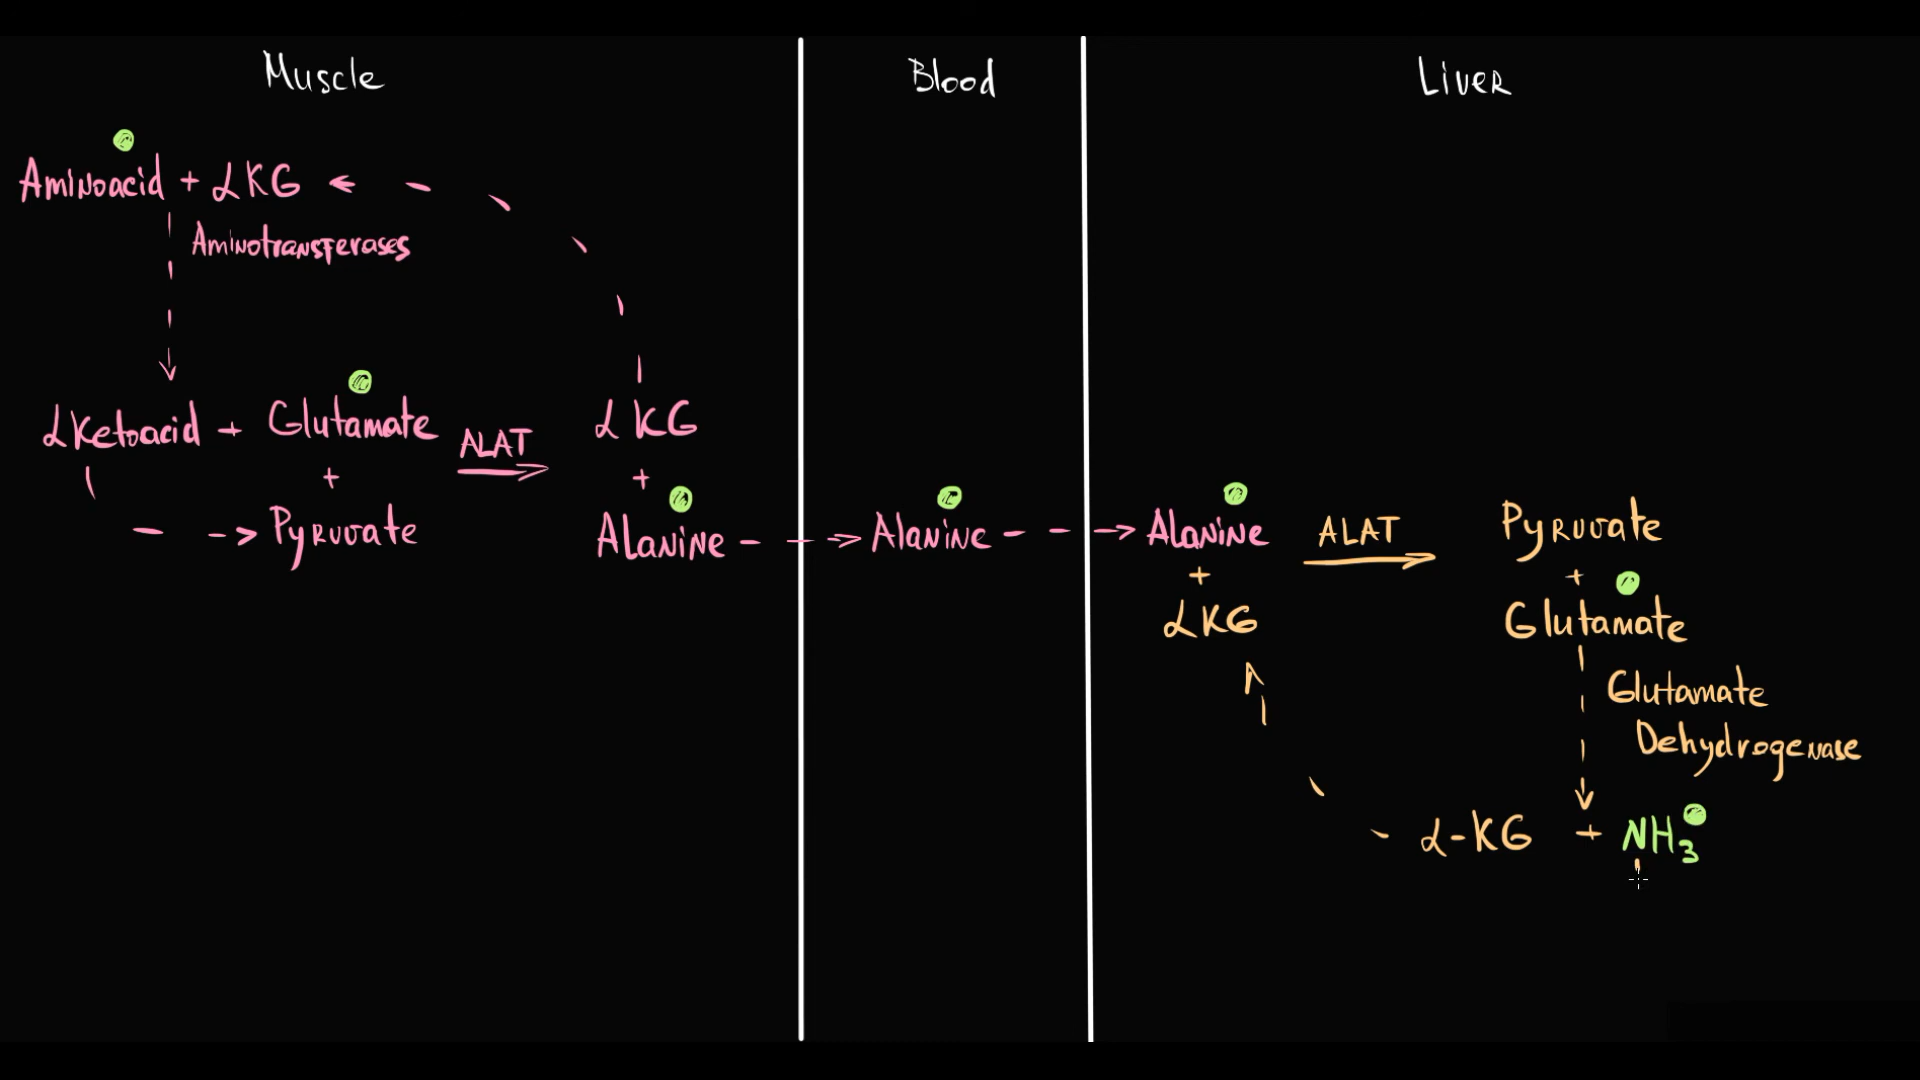 Muscle
Blood
Liver
Aminoacid + αKG
Aminotransferases
αKetoacid + Glutamate
ALAT
αKG
+
+
Pyruvate
Alanine
Alanine
Alanine
ALAT
Pyruvate
+
+
αKG
Glutamate
Glutamate
Dehydrogenase
α-KG + NH3